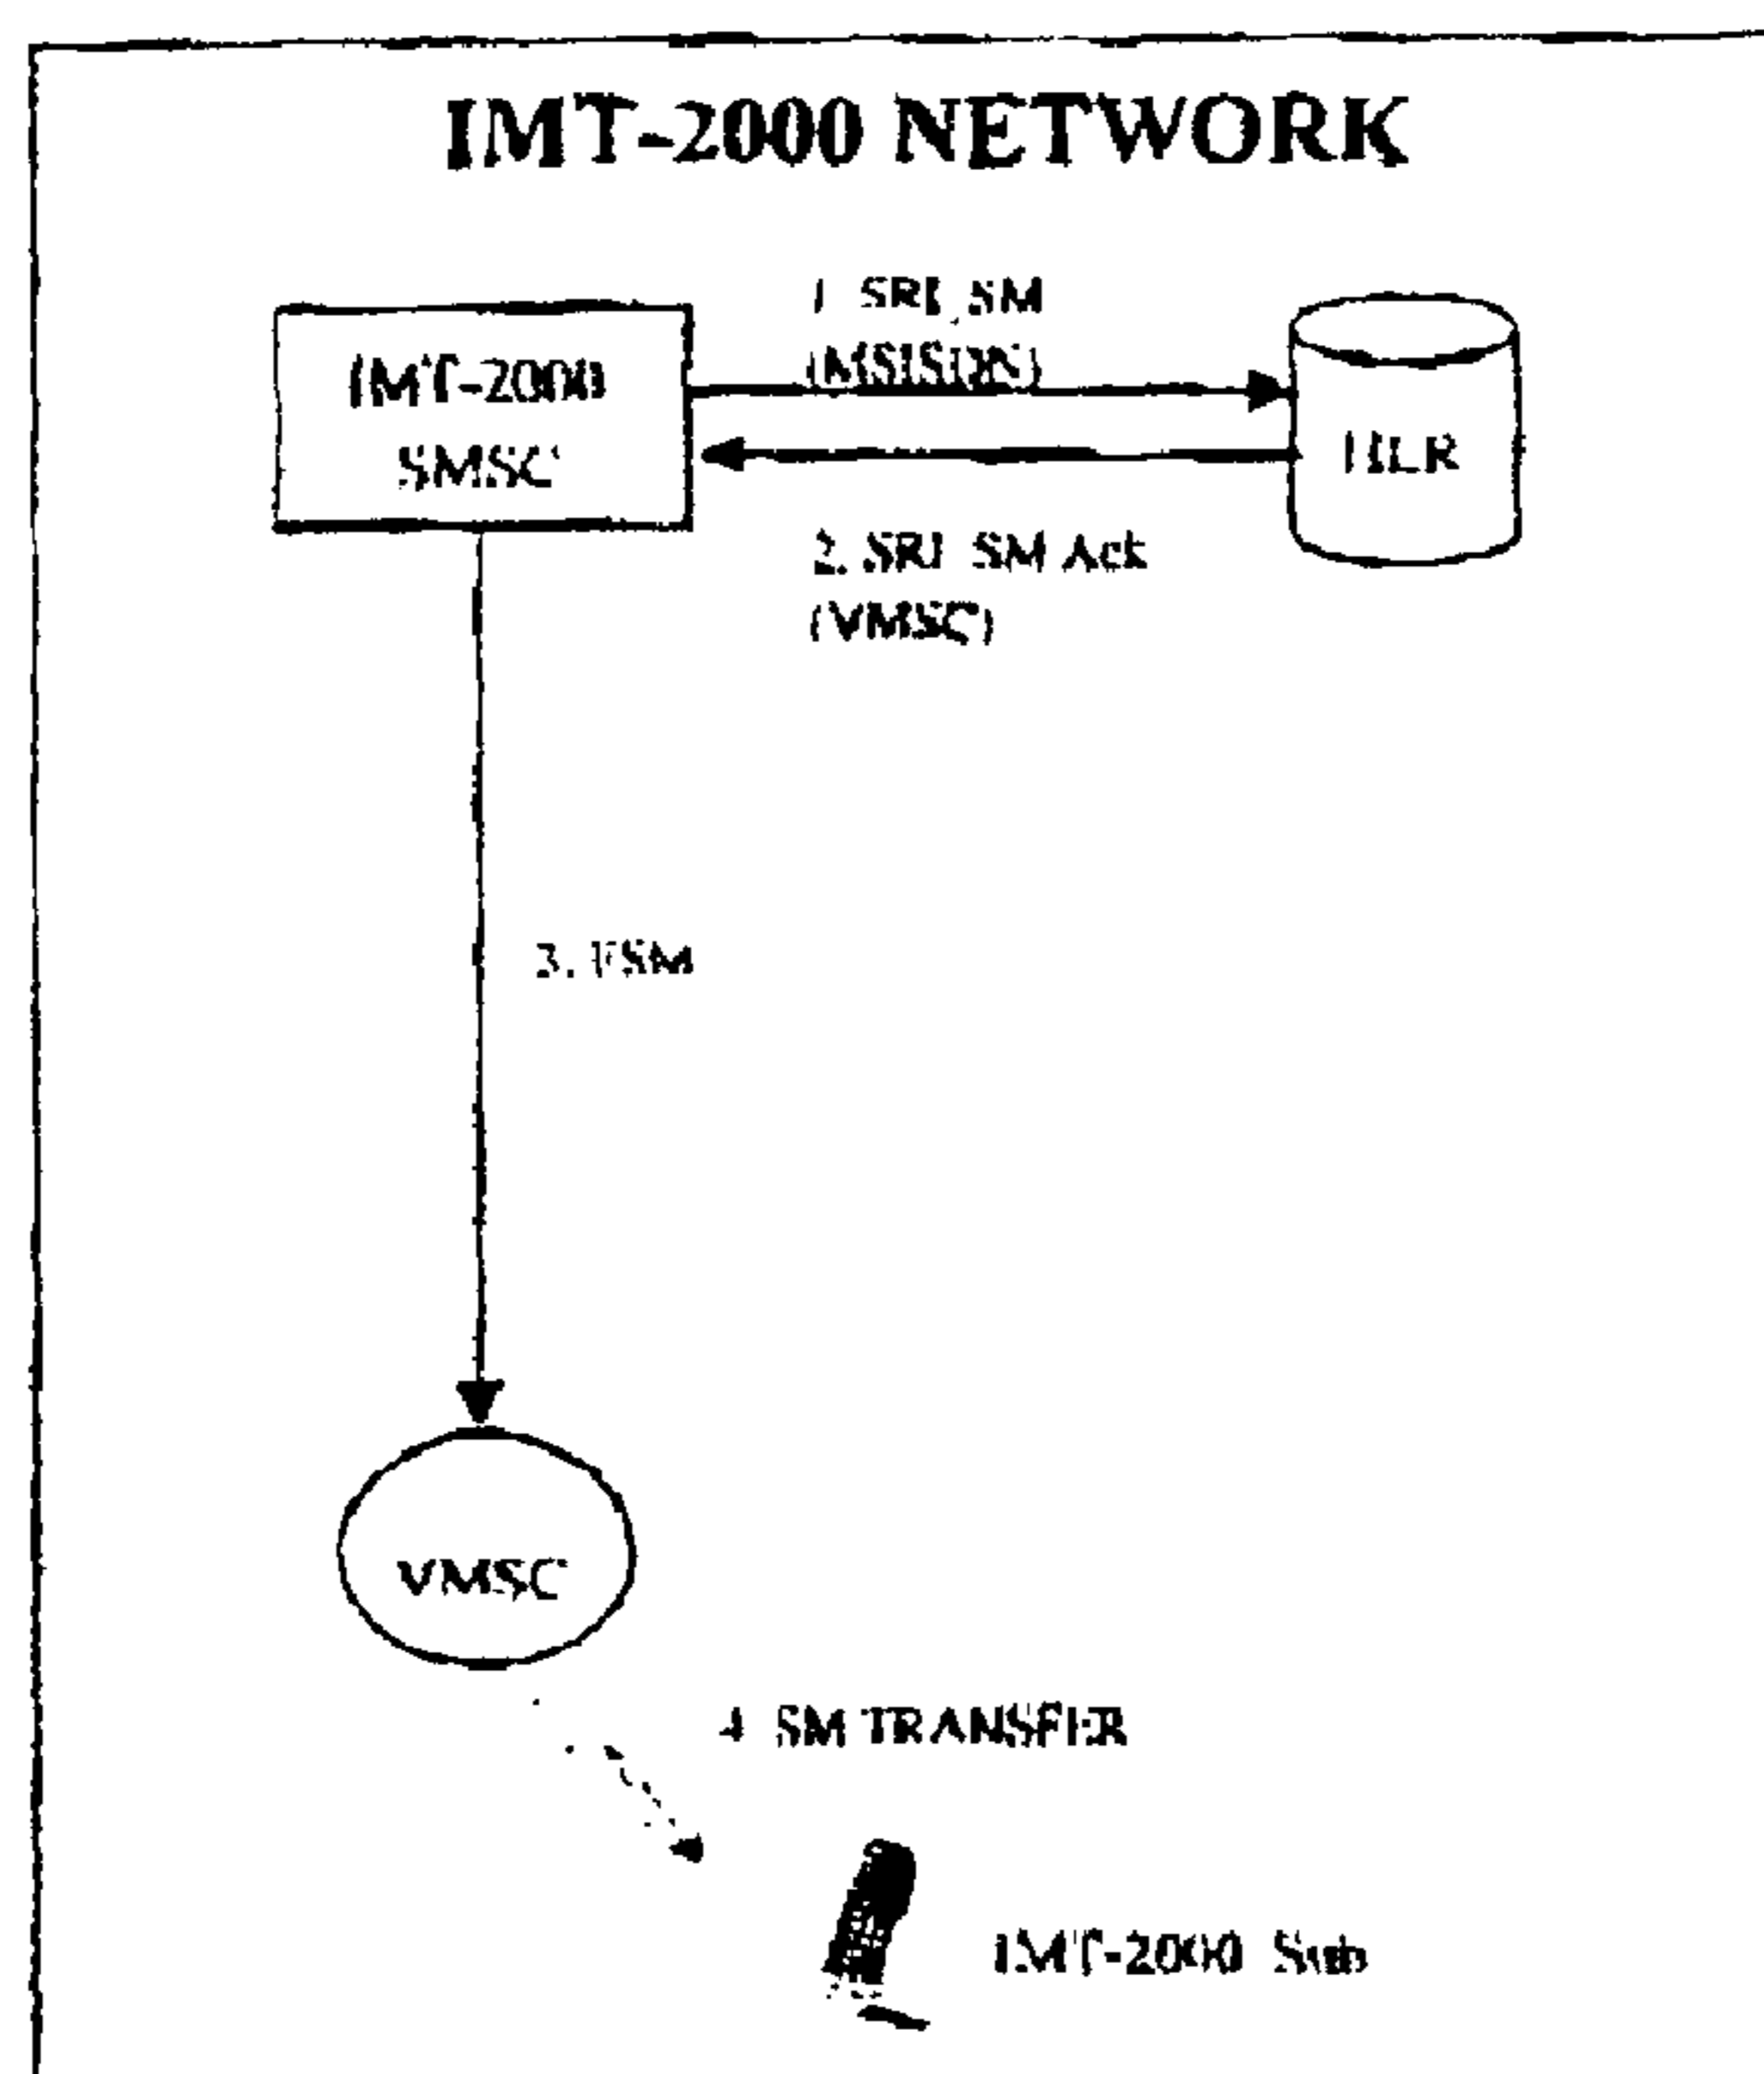 IMT-2000 NETWORK
1. SRI_SM
(MSISDN)
IMT-2000
SMSC
HLR
2. SRI_SM Ack
(VMSC)
3. FSM
VMSC
4. SM TRANSFER
IMT-2000 Sub